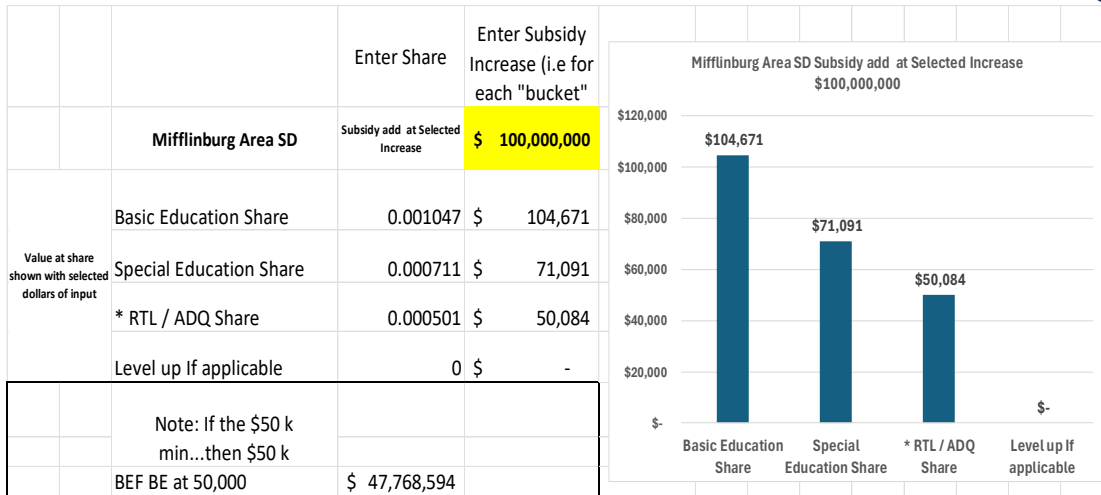 Enter Share
Enter Subsidy
Increase (i.e for
each "bucket"
Mifflinburg Area SD
Subsidy add at Selected
Increase
$ 100,000,000
Value at share
shown with selected
dollars of input
Basic Education Share 0.001047 $ 104,671
Special Education Share 0.000711 $ 71,091
* RTL / ADQ Share 0.000501 $ 50,084
Level up If applicable 0 $ -
Note: If the $50 k
min...then $50 k
BEF BE at 50,000 $ 47,768,594
Mifflinburg Area SD Subsidy add at Selected Increase
$100,000,000
$120,000
$100,000
$80,000
$60,000
$40,000
$20,000
$-
$104,671
$71,091
$50,084
$-
Basic Education
Share
Special
Education Share
* RTL / ADQ
Share
Level up If
applicable